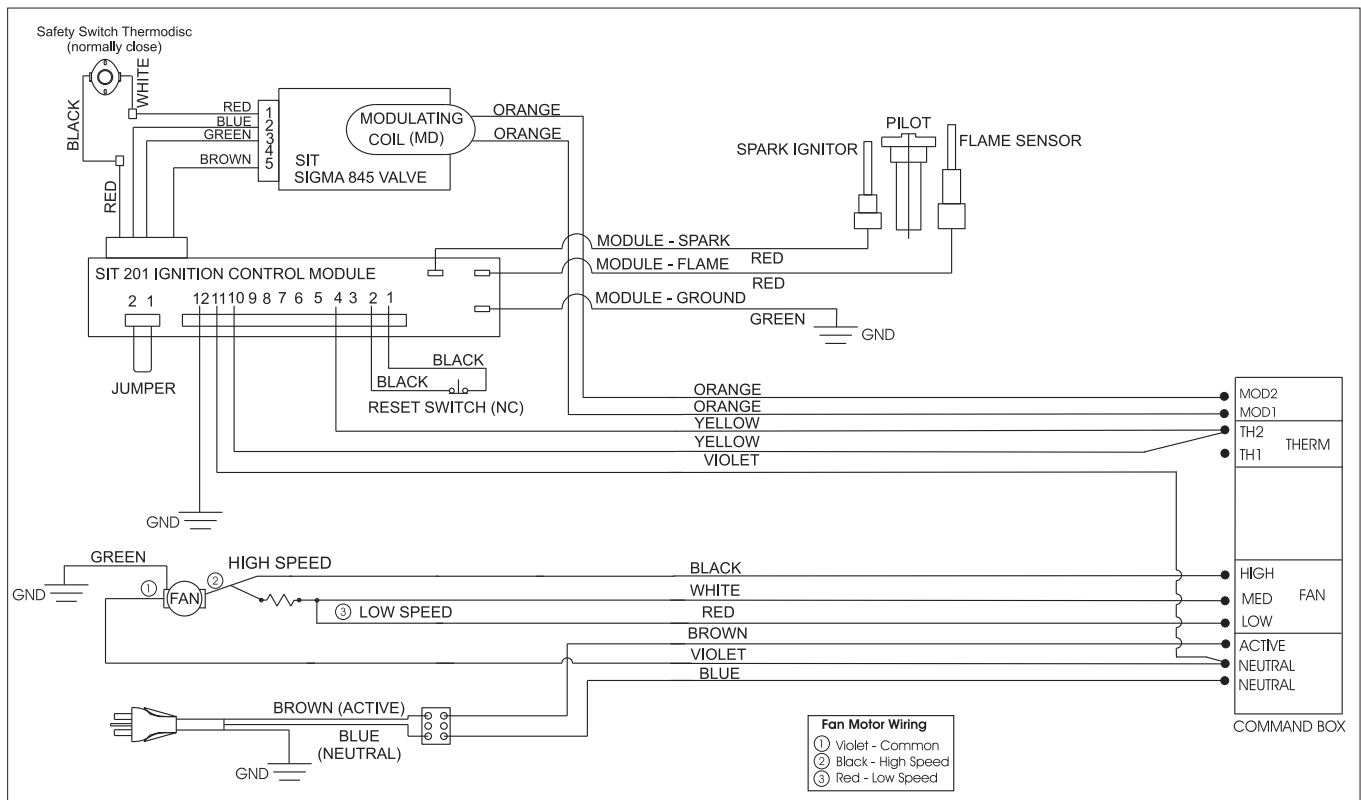 Safety Switch Thermodisc
(normally close)
WHITE
BLACK
RED
RED
BLUE
GREEN
BROWN
1
2
3
4
5
MODULATING
COIL (MD)
SIT
SIGMA 845 VALVE
ORANGE
ORANGE
PILOT
SPARK IGNITOR
FLAME SENSOR
MODULE - SPARK
RED
MODULE - FLAME
RED
MODULE - GROUND
GREEN
GND
SIT 201 IGNITION CONTROL MODULE
2 1
12 11 10 9 8 7 6 5 4 3 2 1
JUMPER
BLACK
BLACK
RESET SWITCH (NC)
ORANGE
ORANGE
YELLOW
YELLOW
VIOLET
MOD2
MOD1
TH2
THERM
TH1
GND
GREEN
GND
1
FAN
2
HIGH SPEED
3 LOW SPEED
BLACK
WHITE
RED
BROWN
VIOLET
BLUE
HIGH
MED
FAN
LOW
ACTIVE
NEUTRAL
NEUTRAL
COMMAND BOX
BROWN (ACTIVE)
BLUE
(NEUTRAL)
GND
Fan Motor Wiring
1 Violet - Common
2 Black - High Speed
3 Red - Low Speed